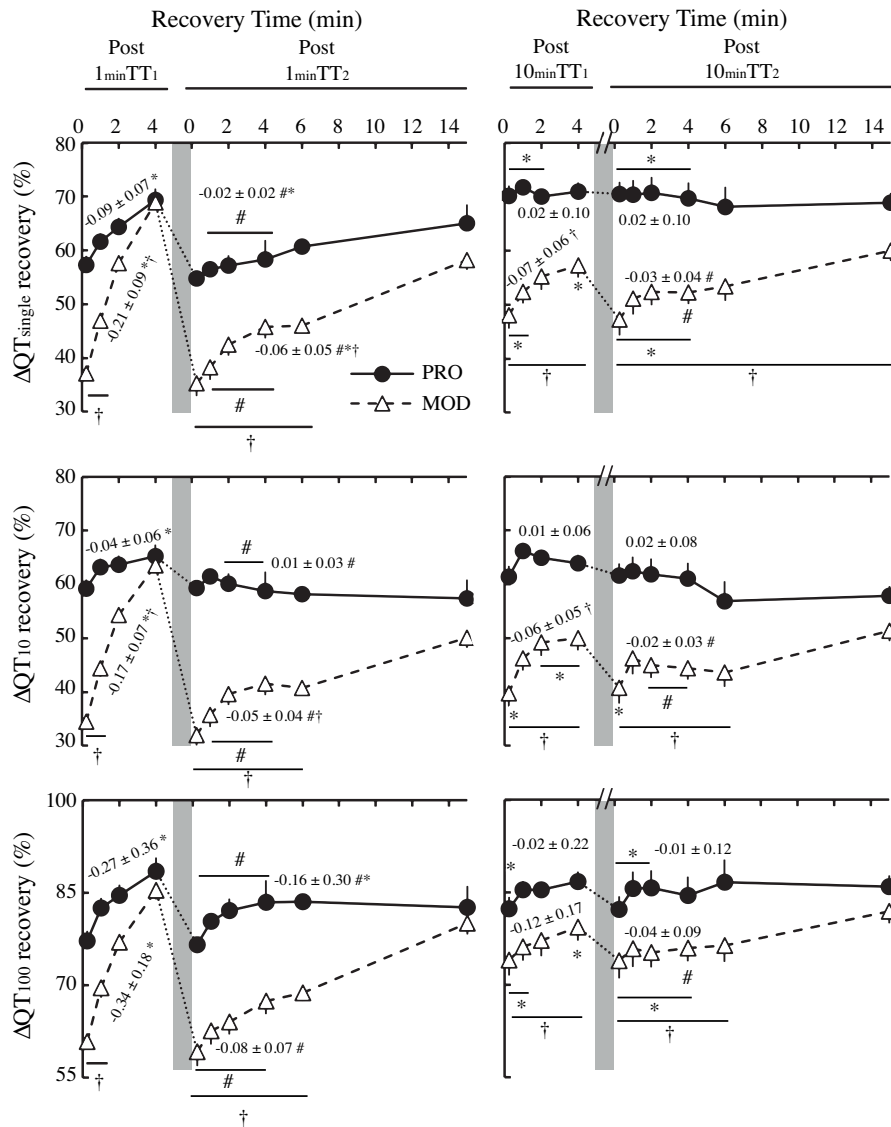 Recovery Time (min)
Recovery Time (min)
Post
1minTT1
Post
1minTT2
Post
10minTT1
Post
10minTT2
0 2 4 0 2 4 6 8 10 12 14
0 2 4 0 2 4 6 8 10 12 14
ΔQTsingle recovery (%)
80
70
60
50
40
30
-0.09 ± 0.07 *
-0.21 ± 0.09 *†
†
-0.02 ± 0.02 #*
#
-0.06 ± 0.05 #*†
#
†
PRO
MOD
*
0.02 ± 0.10
-0.07 ± 0.06 †
*
*
†
*
0.02 ± 0.10
-0.03 ± 0.04 #
#
*
†
ΔQT10 recovery (%)
80
70
60
50
40
30
-0.04 ± 0.06 *
-0.17 ± 0.07 *†
†
#
0.01 ± 0.03 #
-0.05 ± 0.04 #†
#
†
0.01 ± 0.06
-0.06 ± 0.05 †
*
*
†
0.02 ± 0.08
-0.02 ± 0.03 #
#
*
†
ΔQT100 recovery (%)
100
85
70
55
-0.27 ± 0.36 *
-0.34 ± 0.18 *
†
#
-0.16 ± 0.30 #*
-0.08 ± 0.07 #
#
†
-0.02 ± 0.22
*
-0.12 ± 0.17
*
*
†
*
-0.01 ± 0.12
-0.04 ± 0.09
#
*
†